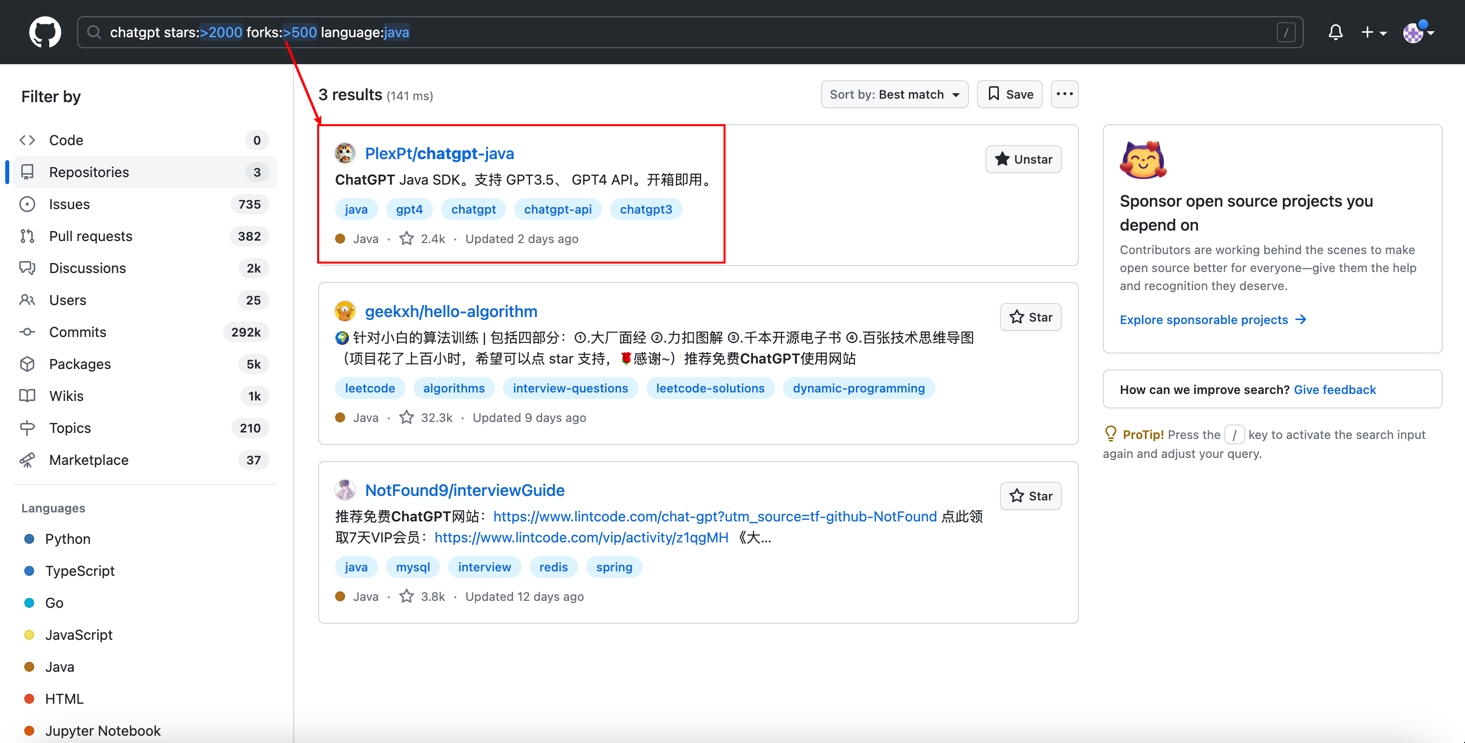 chatgpt stars:>2000 forks:>500 language:java
/
Filter by
Code 0
Repositories 3
Issues 735
Pull requests 382
Discussions 2k
Users 25
Commits 292k
Packages 5k
Wikis 1k
Topics 210
Marketplace 37
Languages
Python
TypeScript
Go
JavaScript
Java
HTML
Jupyter Notebook
3 results (141 ms)
Sort by: Best match
Save
PlexPt/chatgpt-java
Unstar
ChatGPT Java SDK。支持 GPT3.5、 GPT4 API。开箱即用。
java gpt4 chatgpt chatgpt-api chatgpt3
Java · 2.4k · Updated 2 days ago
geekxh/hello-algorithm
Star
🌍 针对小白的算法训练 | 包括四部分：①.大厂面经 ②.力扣图解 ③.千本开源电子书 ④.百张技术思维导图
（项目花了上百小时，希望可以点 star 支持，🌹感谢~）推荐免费ChatGPT使用网站
leetcode algorithms interview-questions leetcode-solutions dynamic-programming
Java · 32.3k · Updated 9 days ago
NotFound9/interviewGuide
Star
推荐免费ChatGPT网站：https://www.lintcode.com/chat-gpt?utm_source=tf-github-NotFound 点此领
取7天VIP会员：https://www.lintcode.com/vip/activity/z1qgMH 《大...
java mysql interview redis spring
Java · 3.8k · Updated 12 days ago
Sponsor open source projects you
depend on
Contributors are working behind the scenes to make
open source better for everyone—give them the help
and recognition they deserve.
Explore sponsorable projects →
How can we improve search? Give feedback
ProTip! Press the / key to activate the search input
again and adjust your query.